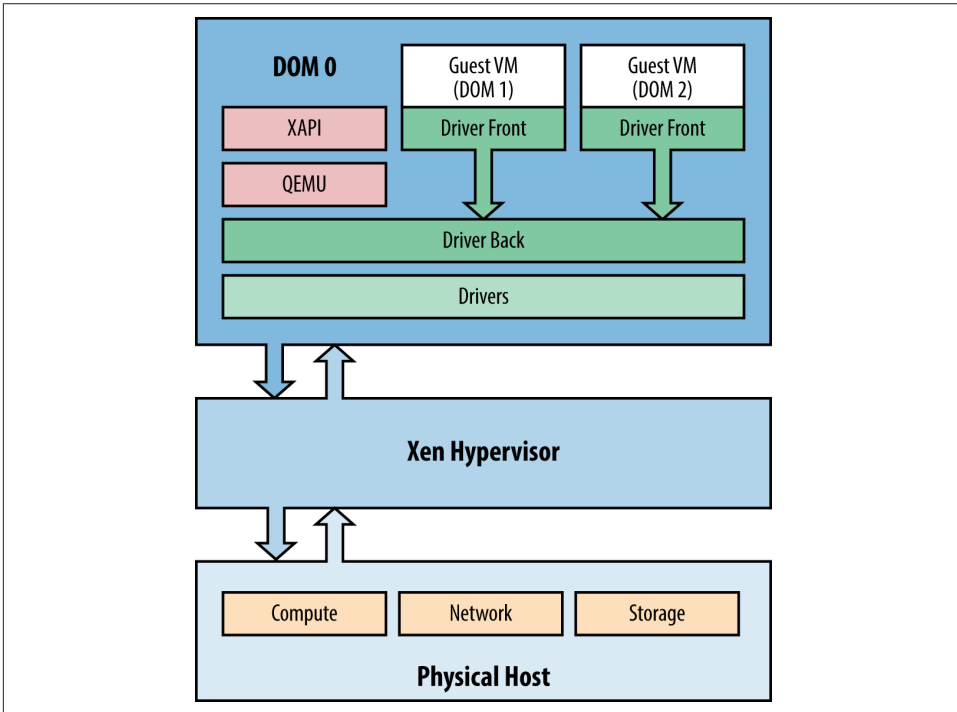 DOM 0
Guest VM
(DOM 1)
Guest VM
(DOM 2)
XAPI
Driver Front
Driver Front
QEMU
Driver Back
Drivers
Xen Hypervisor
Compute
Network
Storage
Physical Host